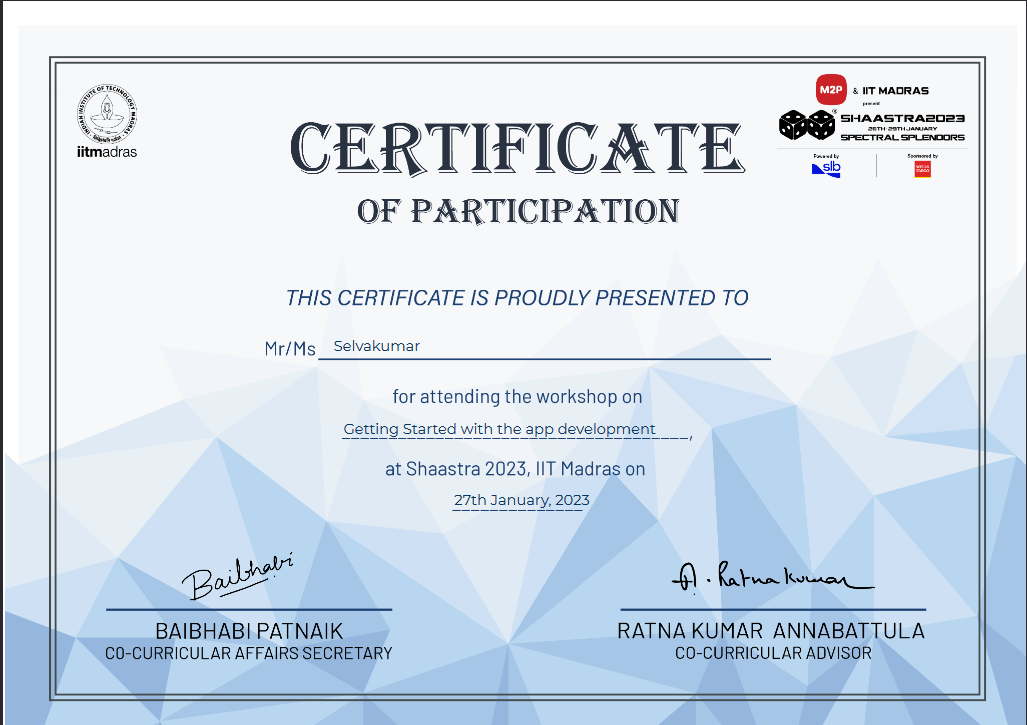 INDIAN INSTITUTE OF TECHNOLOGY MADRAS
iitmadras
M2P & IIT MADRAS
present
SHAASTRA2023
26TH-29TH JANUARY
SPECTRAL SPLENDORS
Powered by
slb
Sponsored by
WELLS
FARGO
CERTIFICATE
OF PARTICIPATION
THIS CERTIFICATE IS PROUDLY PRESENTED TO
Mr/Ms Selvakumar
for attending the workshop on
Getting Started with the app development,
at Shaastra 2023, IIT Madras on
27th January, 2023
Baibhabi
A. Ratna Kumar
BAIBHABI PATNAIK
CO-CURRICULAR AFFAIRS SECRETARY
RATNA KUMAR ANNABATTULA
CO-CURRICULAR ADVISOR